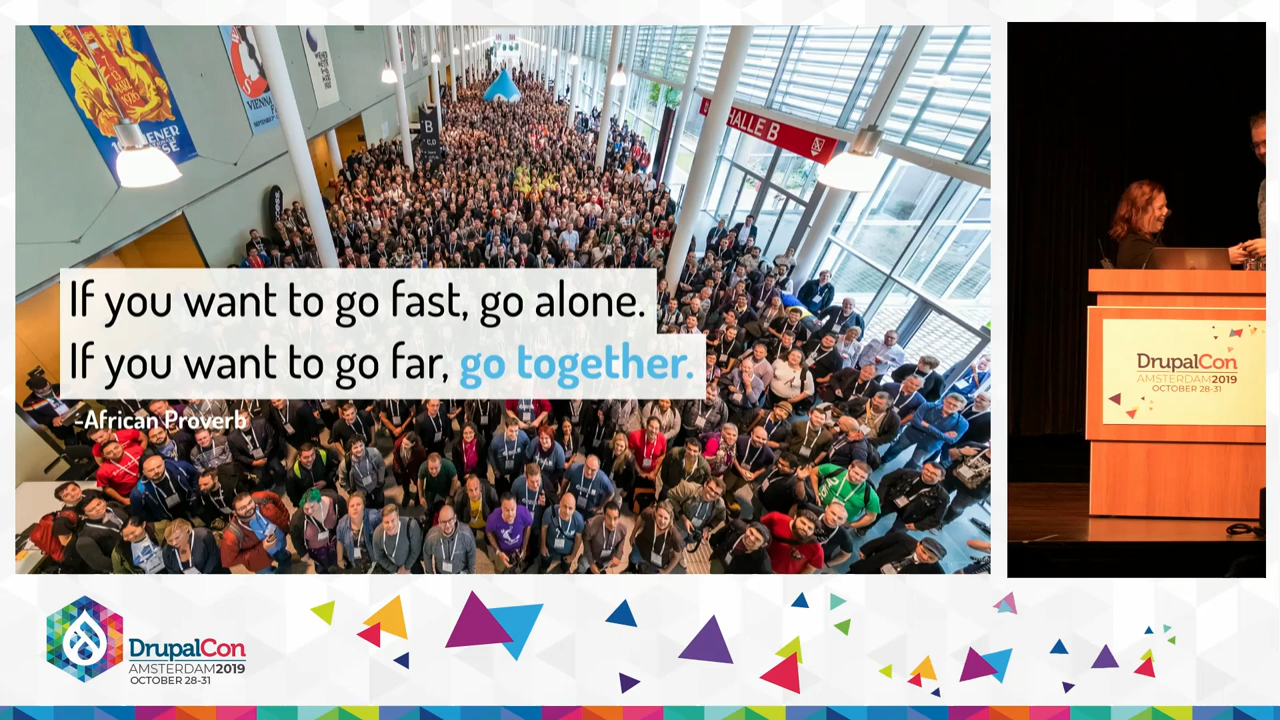 VIENNA
B
C, D
HALLE B
If you want to go fast, go alone.
If you want to go far, go together.
-African Proverb
DrupalCon
AMSTERDAM2019
OCTOBER 28-31
DrupalCon
AMSTERDAM2019
OCTOBER 28-31